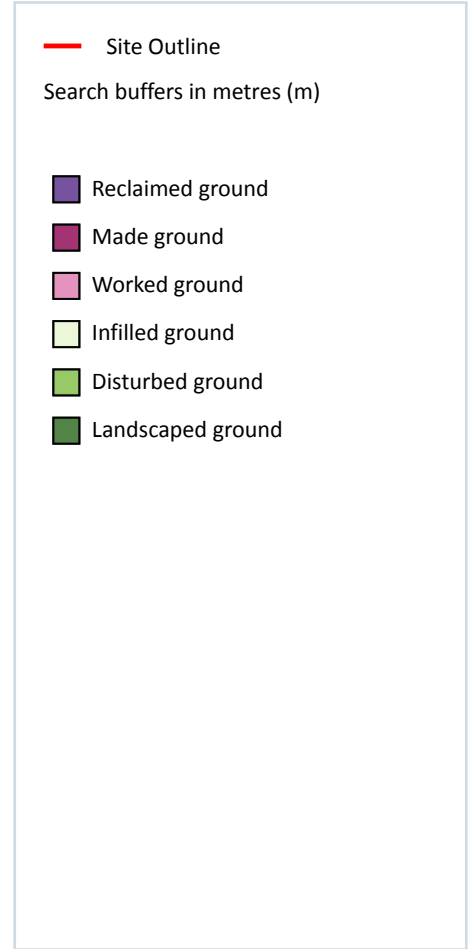 Site Outline
Search buffers in metres (m)
Reclaimed ground
Made ground
Worked ground
Infilled ground
Disturbed ground
Landscaped ground